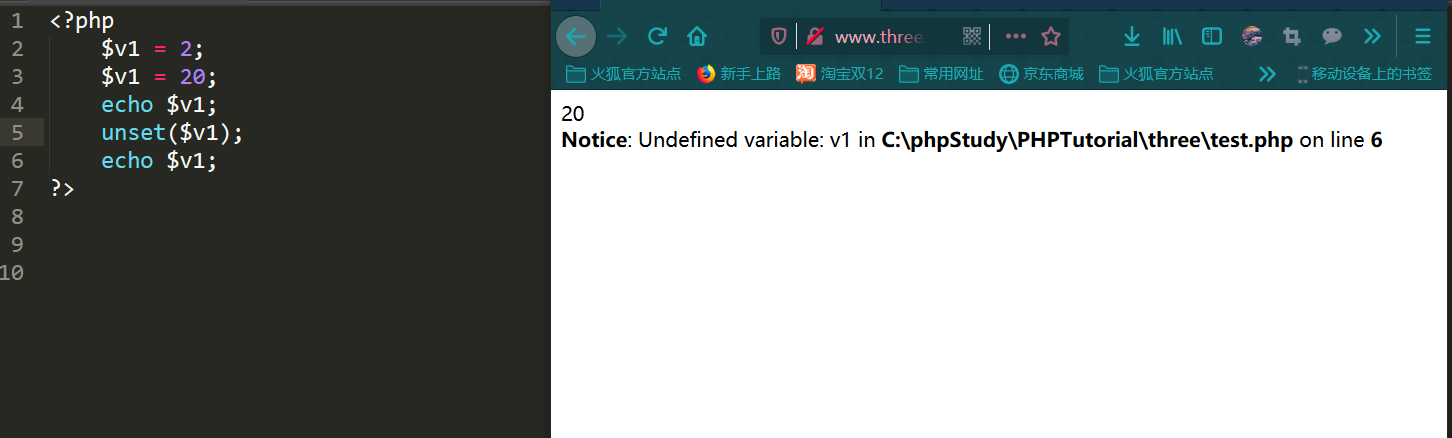 1 <?php
2 $v1 = 2;
3 $v1 = 20;
4 echo $v1;
5 unset($v1);
6 echo $v1;
7 ?>
8
9
10
www.three
火狐官方站点 新手上路 淘宝双12 常用网址 京东商城 火狐官方站点 移动设备上的书签
20
Notice: Undefined variable: v1 in C:\phpStudy\PHPTutorial\three\test.php on line 6